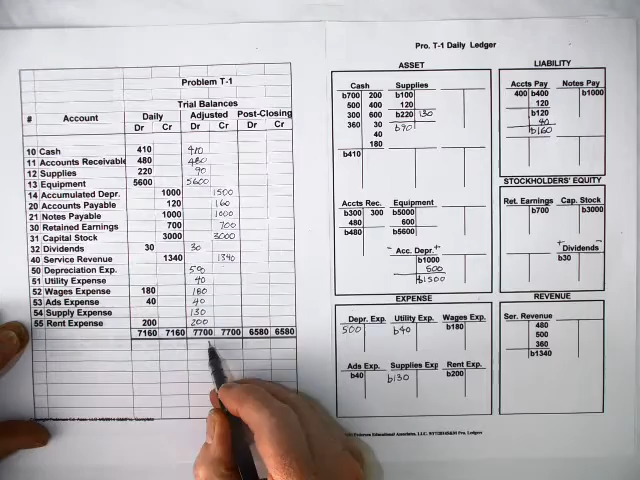 Problem T-1
Trial Balances
Daily Adjusted Post-Closing
# Account Dr Cr Dr Cr Dr Cr
10 Cash 410 410
11 Accounts Receivable 480 480
12 Supplies 220 90
13 Equipment 5600 5600
14 Accumulated Depr. 1000 1500
20 Accounts Payable 120 160
21 Notes Payable 1000 1000
30 Retained Earnings 700 700
31 Capital Stock 3000 3000
32 Dividends 30 30
40 Service Revenue 1340 1340
50 Depreciation Exp. 500
51 Utility Expense 40
52 Wages Expense 180 180
53 Ads Expense 40 40
54 Supply Expense 130
55 Rent Expense 200 200
7160 7160 7700 7700 6580 6580
Pro. T-1 Daily Ledger
ASSET
Cash Supplies
b700 200 b100
500 400 120
300 600 b220 130
360 30 b90
40
180
b410
Accts Rec. Equipment
b300 300 b5000
480 600
b480 b5600
- Acc. Depr. +
b1000
500
b1500
EXPENSE
Depr. Exp. Utility Exp. Wages Exp.
500 b40 b180
Ads Exp. Supplies Exp Rent Exp.
b40 b130 b200
LIABILITY
Accts Pay Notes Pay
400 b400 b1000
120
b120
40
b160
STOCKHOLDERS' EQUITY
Ret. Earnings Cap. Stock
b700 b3000
+ Dividends -
b30
REVENUE
Ser. Revenue
480
500
360
b1340